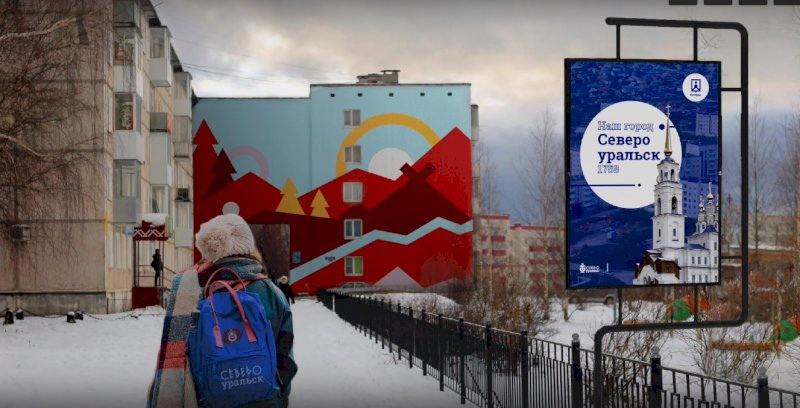 Наш город
Северо
уральск
1758
СЕВЕРО
уральск